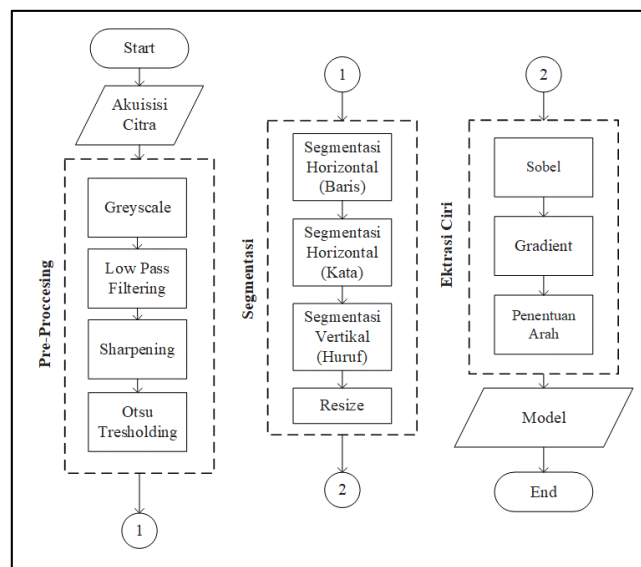 Start
Akuisisi
Citra
Pre-Proccesing
Greyscale
Low Pass
Filtering
Sharpening
Otsu
Tresholding
1
1
Segmentasi
Segmentasi
Horizontal
(Baris)
Segmentasi
Horizontal
(Kata)
Segmentasi
Vertikal
(Huruf)
Resize
2
2
Ektrasi Ciri
Sobel
Gradient
Penentuan
Arah
Model
End